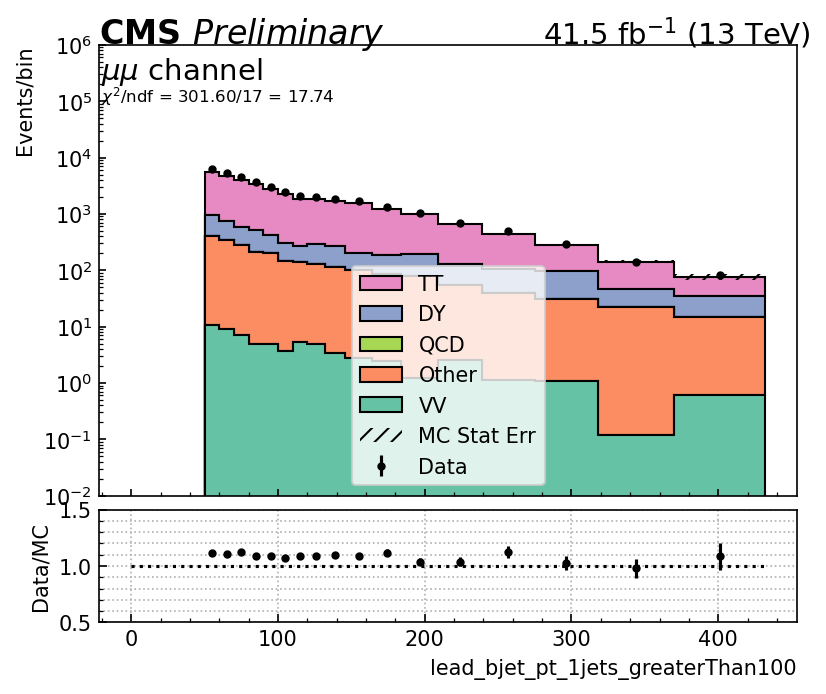 CMS Preliminary 41.5 fb⁻¹ (13 TeV)
μμ channel
χ²/ndf = 301.60/17 = 17.74
Events/bin
10⁶
10⁵
10⁴
10³
10²
10¹
10⁰
10⁻¹
10⁻²
TT
DY
QCD
Other
VV
MC Stat Err
Data
Data/MC
1.5
1.0
0.5
0 100 200 300 400
lead_bjet_pt_1jets_greaterThan100